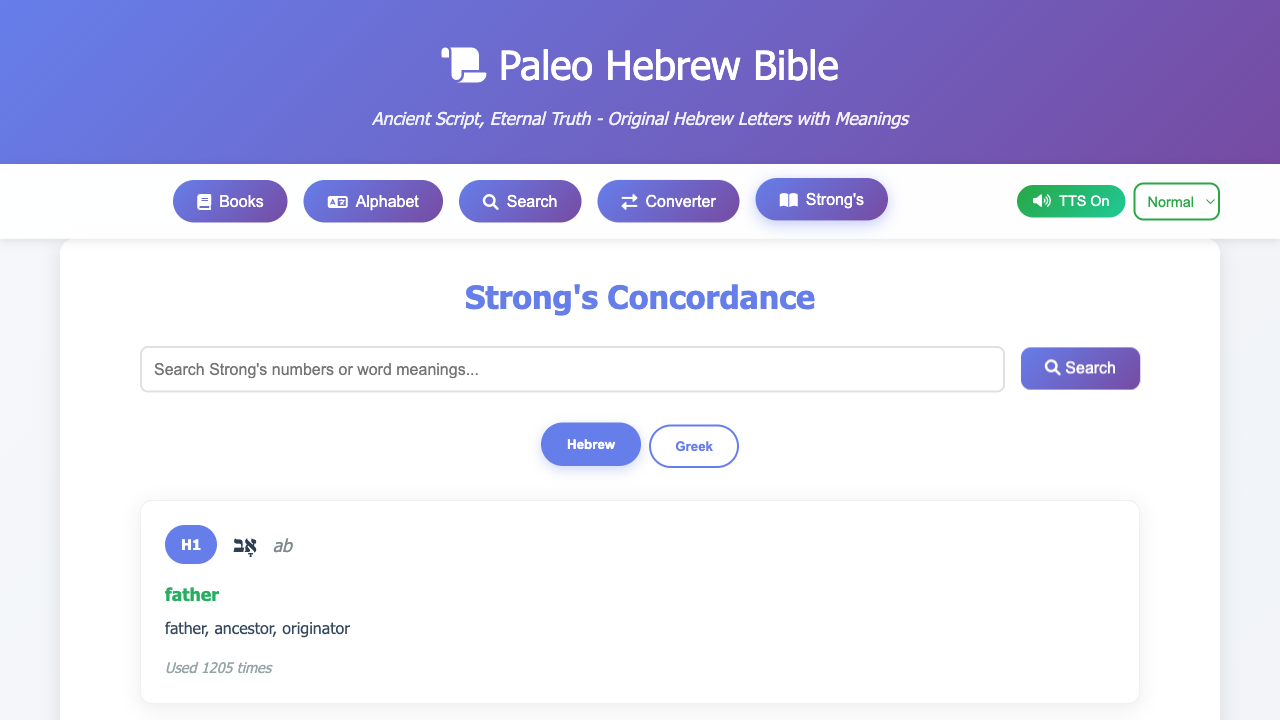 Paleo Hebrew Bible
Ancient Script, Eternal Truth - Original Hebrew Letters with Meanings
Books Alphabet Search Converter Strong's TTS On Normal
Strong's Concordance
Search Strong's numbers or word meanings... Search
Hebrew Greek
H1 אָב ab
father
father, ancestor, originator
Used 1205 times